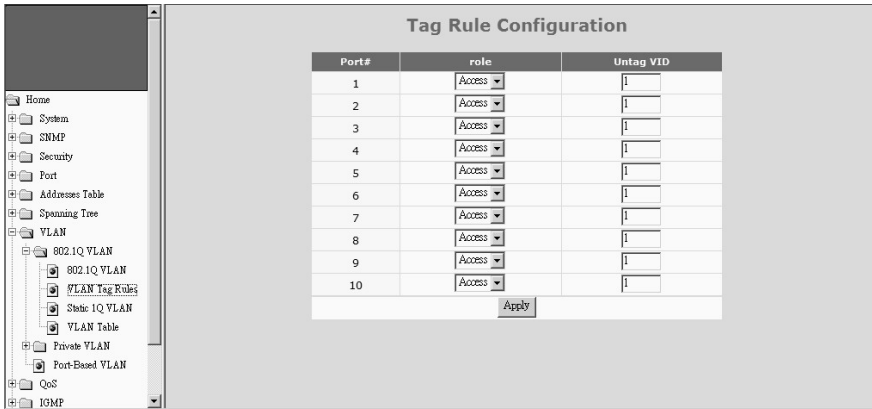 Home
System
SNMP
Security
Port
Addresses Table
Spanning Tree
VLAN
802.1Q VLAN
802.1Q VLAN
VLAN Tag Rules
Static 1Q VLAN
VLAN Table
Private VLAN
Port-Based VLAN
QoS
IGMP
Tag Rule Configuration
Port# role Untag VID
1 Access 1
2 Access 1
3 Access 1
4 Access 1
5 Access 1
6 Access 1
7 Access 1
8 Access 1
9 Access 1
10 Access 1
Apply